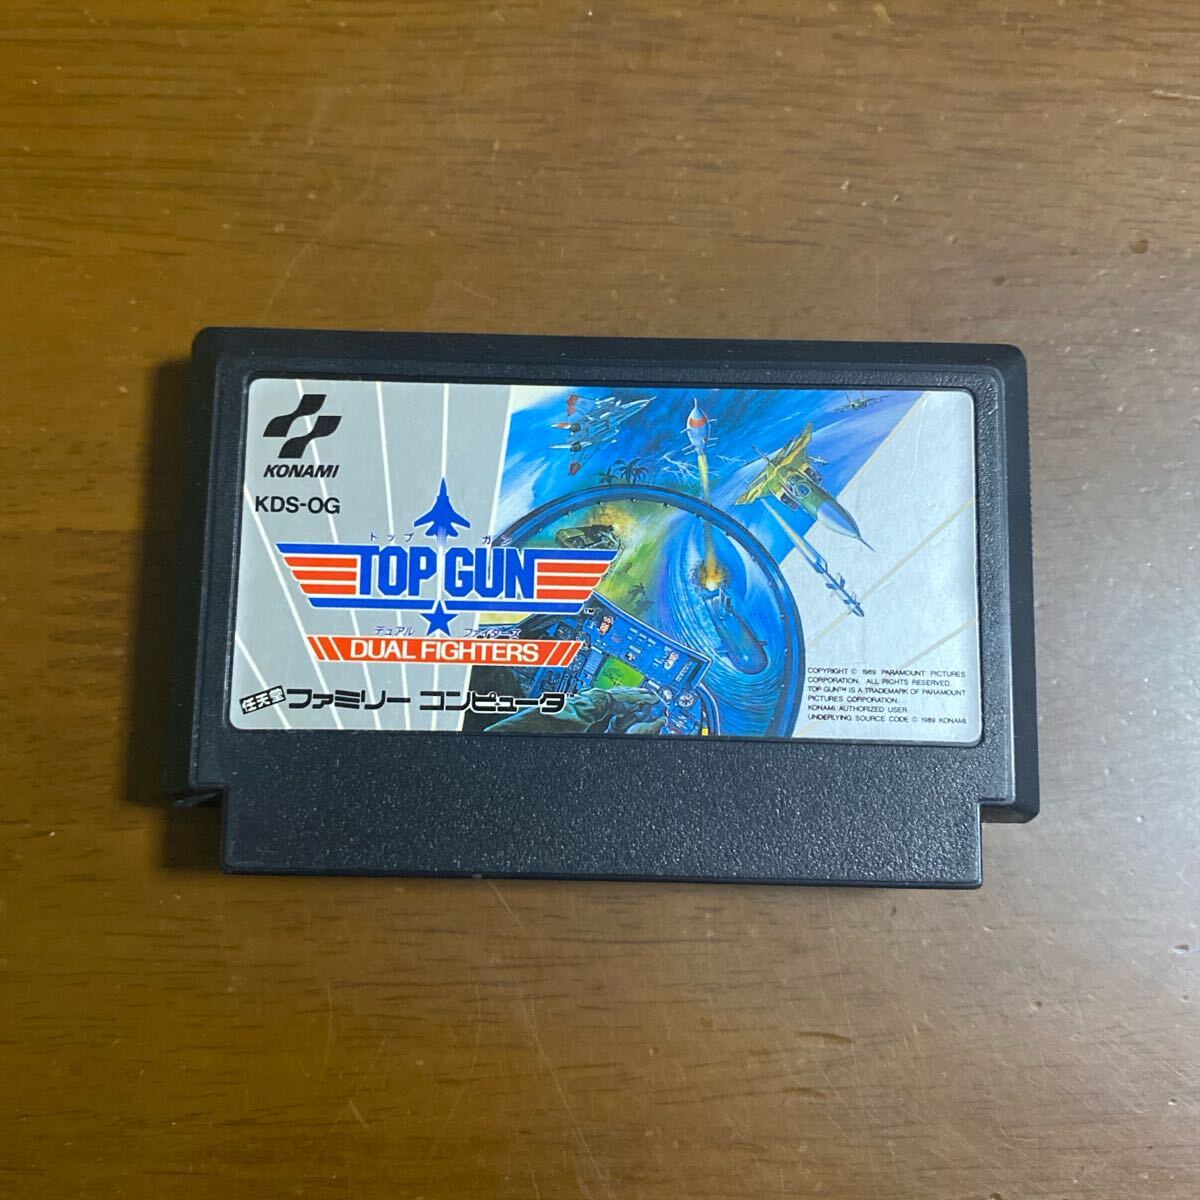 KONAMI
KDS-OG
トップ ガン
TOP GUN
デュアル ファイターズ
DUAL FIGHTERS
任天堂 ファミリー コンピュータ
COPYRIGHT © 1989 PARAMOUNT PICTURES
CORPORATION. ALL RIGHTS RESERVED.
TOP GUN™ IS A TRADEMARK OF PARAMOUNT
PICTURES CORPORATION.
KONAMI AUTHORIZED USER.
UNDERLYING SOURCE CODE © 1989 KONAMI.